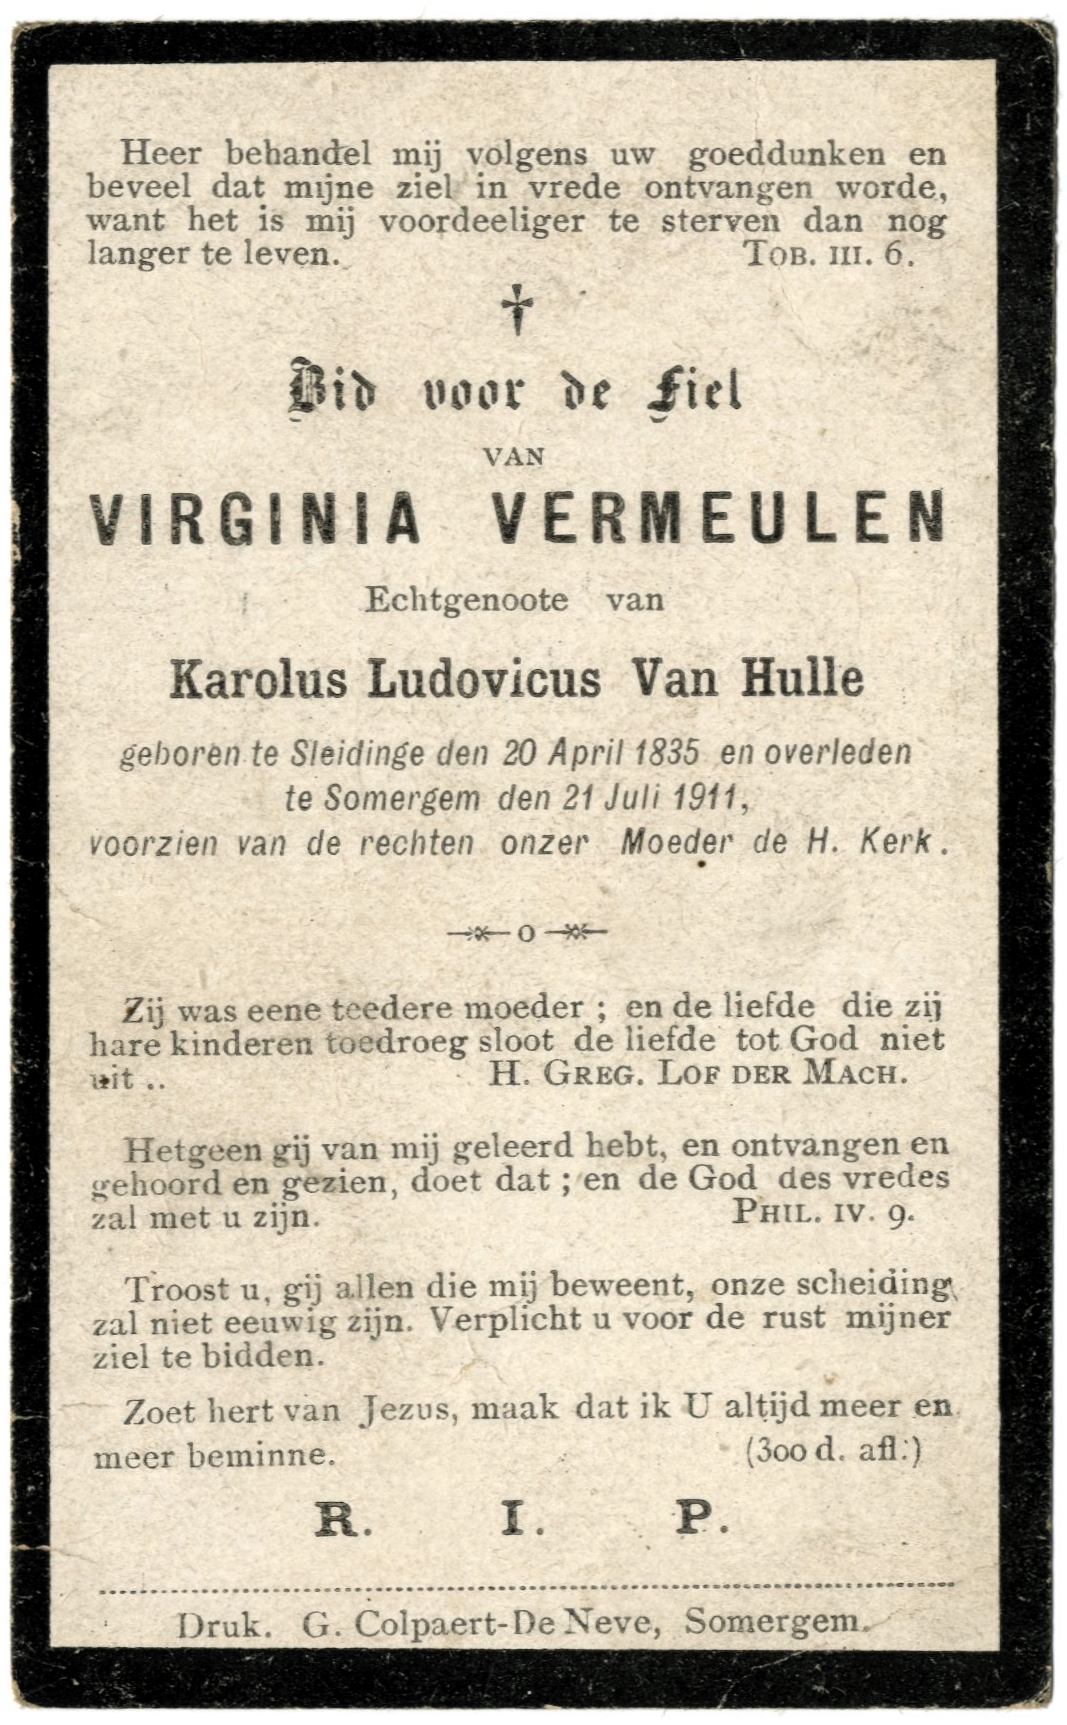 Heer behandel mij volgens uw goeddunken en
beveel dat mijne ziel in vrede ontvangen worde,
want het is mij voordeeliger te sterven dan nog
langer te leven. TOB. III. 6.
†
Bid voor de Ziel
VAN
VIRGINIA VERMEULEN
Echtgenoote van
Karolus Ludovicus Van Hulle
geboren te Sleidinge den 20 April 1835 en overleden
te Somergem den 21 Juli 1911,
voorzien van de rechten onzer Moeder de H. Kerk.
o
Zij was eene teedere moeder ; en de liefde die zij
hare kinderen toedroeg sloot de liefde tot God niet
uit .. H. GREG. LOF DER MACH.
Hetgeen gij van mij geleerd hebt, en ontvangen en
gehoord en gezien, doet dat ; en de God des vredes
zal met u zijn. PHIL. IV. 9.
Troost u, gij allen die mij beweent, onze scheiding
zal niet eeuwig zijn. Verplicht u voor de rust mijner
ziel te bidden.
Zoet hert van Jezus, maak dat ik U altijd meer en
meer beminne. (300 d. afl.)
R. I. P.
Druk. G. Colpaert-De Neve, Somergem.